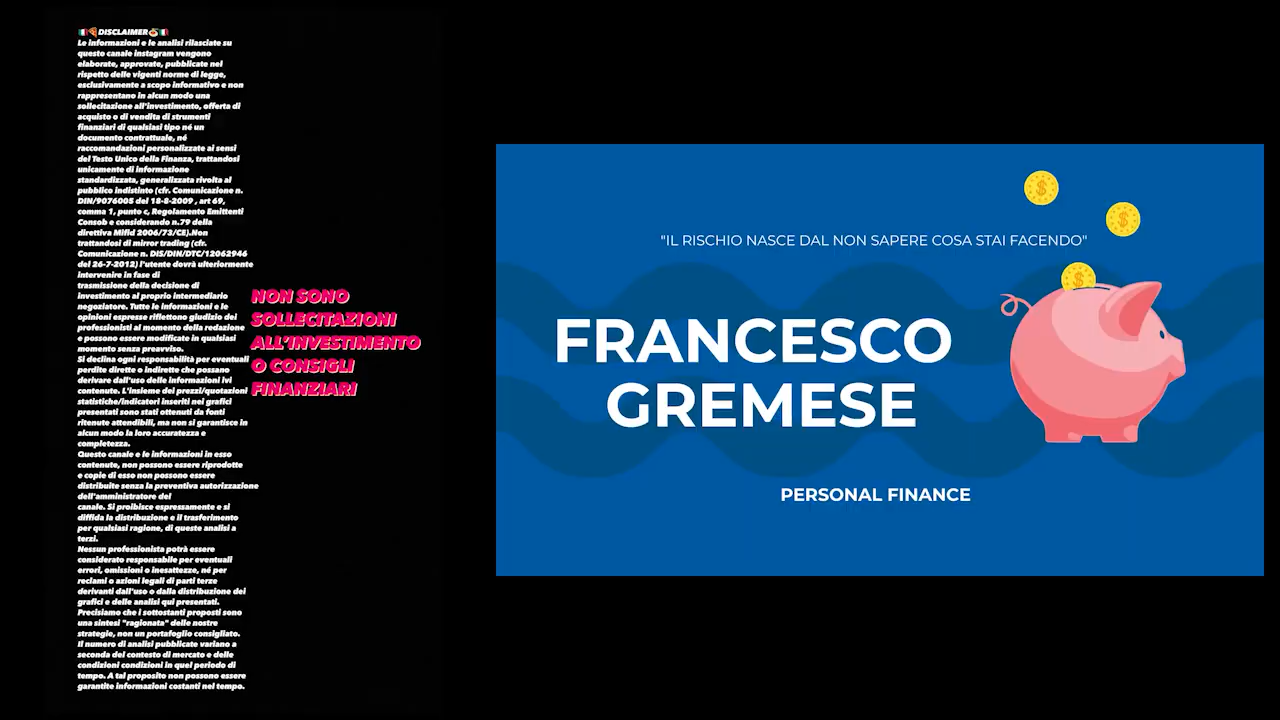 🇮🇹🍕DISCLAIMER🍝🇮🇹
Le informazioni e le analisi rilasciate su
questo canale instagram vengono
elaborate, approvate, pubblicate nel
rispetto delle vigenti norme di legge,
esclusivamente a scopo informativo e non
rappresentano in alcun modo una
sollecitazione all'investimento, offerta di
acquisto o di vendita di strumenti
finanziari di qualsiasi tipo né un
documento contrattuale, né
raccomandazioni personalizzate ai sensi
del Testo Unico della Finanza, trattandosi
unicamente di informazione
standardizzata, generalizzata rivolta al
pubblico indistinto (cfr. Comunicazione n.
DIN/9076005 del 18-8-2009 , art 69,
comma 1, punto c, Regolamento Emittenti
Consob e considerando n.79 della
direttiva Mifid 2006/73/CE).Non
trattandosi di mirror trading (cfr.
Comunicazione n. DIS/DIN/DTC/12062946
del 26-7-2012) l'utente dovrà ulteriormente
intervenire in fase di
trasmissione della decisione di
investimento al proprio intermediario
negoziatore. Tutte le informazioni e le
opinioni espresse riflettono giudizio dei
professionisti al momento della redazione
e possono essere modificate in qualsiasi
momento senza preavviso.
Si declina ogni responsabilità per eventuali
perdite dirette o indirette che possano
derivare dall'uso delle informazioni ivi
contenute. L'insieme dei prezzi/quotazioni
statistiche/indicatori inseriti nei grafici
presentati sono stati ottenuti da fonti
ritenute attendibili, ma non si garantisce in
alcun modo la loro accuratezza e
completezza.
Questo canale e le informazioni in esso
contenute, non possono essere riprodotte
e copie di esso non possono essere
distribuite senza la preventiva autorizzazione
dell'amministratore del
canale. Si proibisce espressamente e si
diffida la distribuzione e il trasferimento
per qualsiasi ragione, di queste analisi a
terzi.
Nessun professionista potrà essere
considerato responsabile per eventuali
errori, omissioni o inesattezze, né per
reclami o azioni legali di parti terze
derivanti dall'uso o dalla distribuzione dei
grafici e delle analisi qui presentati.
Precisiamo che i sottostanti proposti sono
una sintesi "ragionata" delle nostre
strategie, non un portafoglio consigliato.
Il numero di analisi pubblicate variano a
seconda del contesto di mercato e delle
condizioni condizioni in quel periodo di
tempo. A tal proposito non possono essere
garantite informazioni costanti nel tempo.
NON SONO
SOLLECITAZIONI
ALL'INVESTIMENTO
O CONSIGLI
FINANZIARI
"IL RISCHIO NASCE DAL NON SAPERE COSA STAI FACENDO"
FRANCESCO
GREMESE
PERSONAL FINANCE